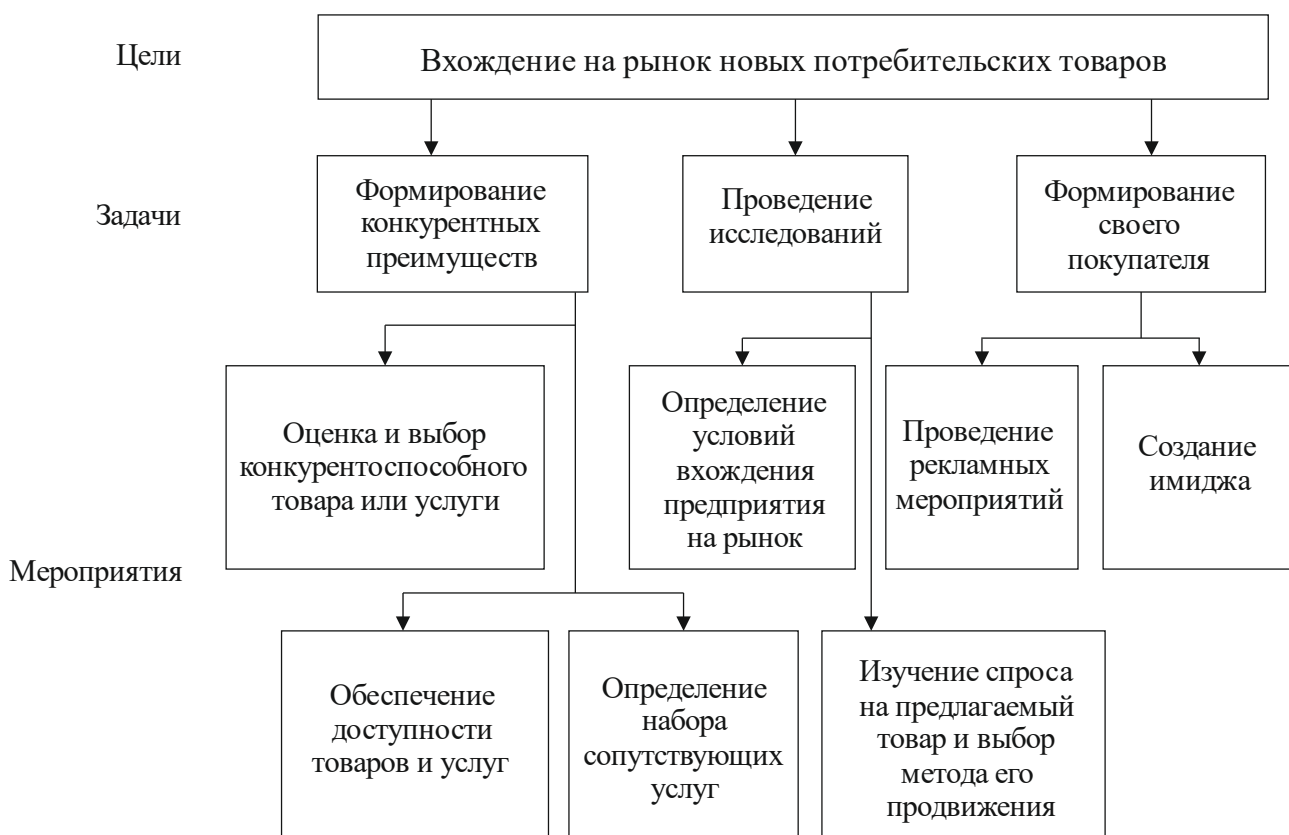 Цели
Вхождение на рынок новых потребительских товаров
Задачи
Формирование
конкурентных
преимуществ
Проведение
исследований
Формирование
своего
покупателя
Мероприятия
Оценка и выбор
конкурентоспособного
товара или услуги
Определение
условий
вхождения
предприятия
на рынок
Проведение
рекламных
мероприятий
Создание
имиджа
Обеспечение
доступности
товаров и услуг
Определение
набора
сопутствующих
услуг
Изучение спроса
на предлагаемый
товар и выбор
метода его
продвижения